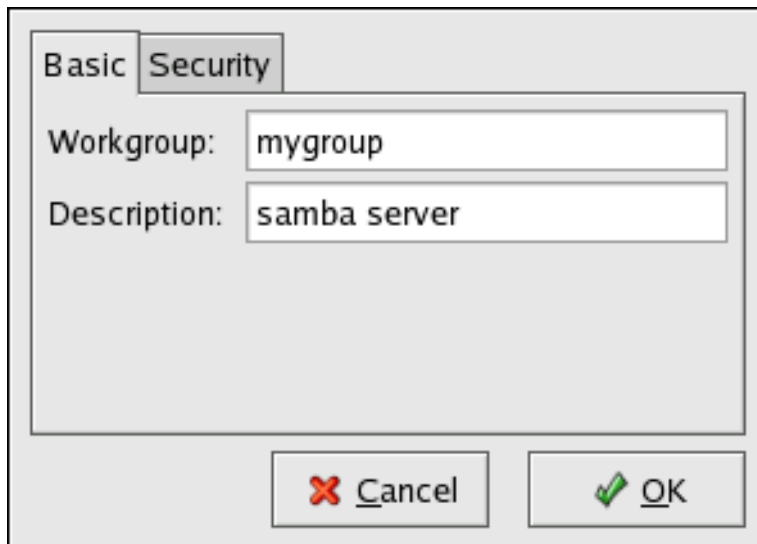 Basic Security
Workgroup: mygroup
Description: samba server
Cancel OK